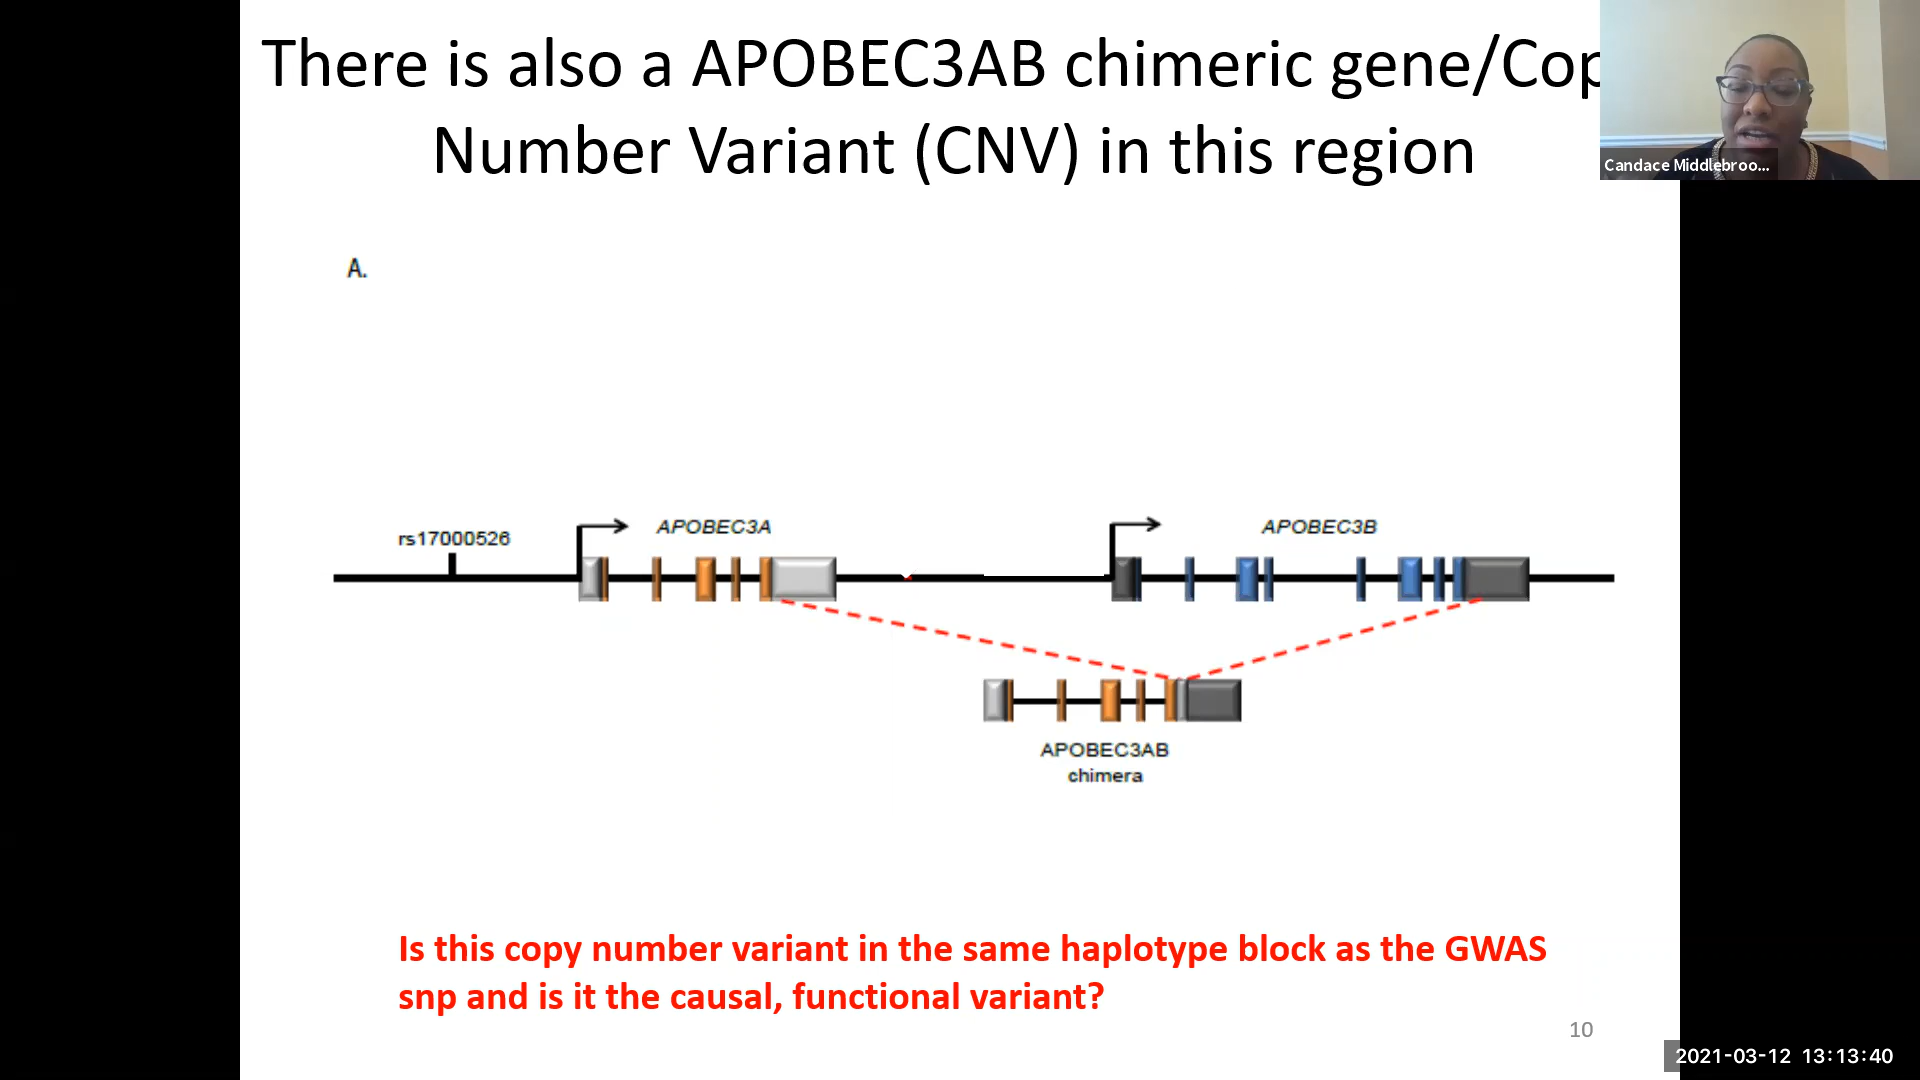 There is also a APOBEC3AB chimeric gene/Cop
Number Variant (CNV) in this region
Candace Middlebroo...
A.
rs17000526
APOBEC3A
APOBEC3B
APOBEC3AB
chimera
Is this copy number variant in the same haplotype block as the GWAS
snp and is it the causal, functional variant?
10
2021-03-12 13:13:40